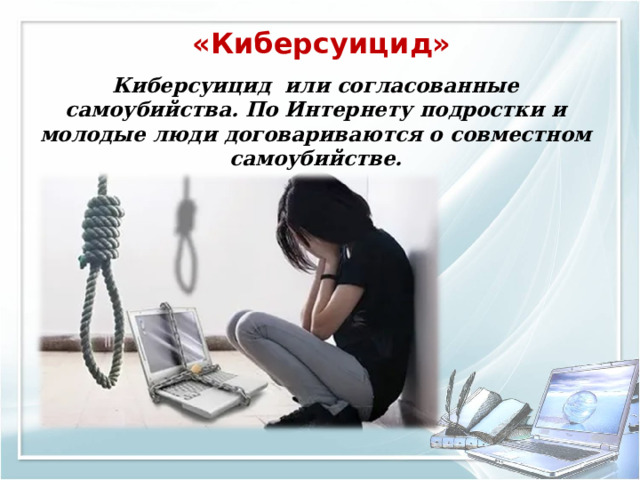 «Киберсуицид»
Киберсуицид или согласованные
самоубийства. По Интернету подростки и
молодые люди договариваются о совместном
самоубийстве.